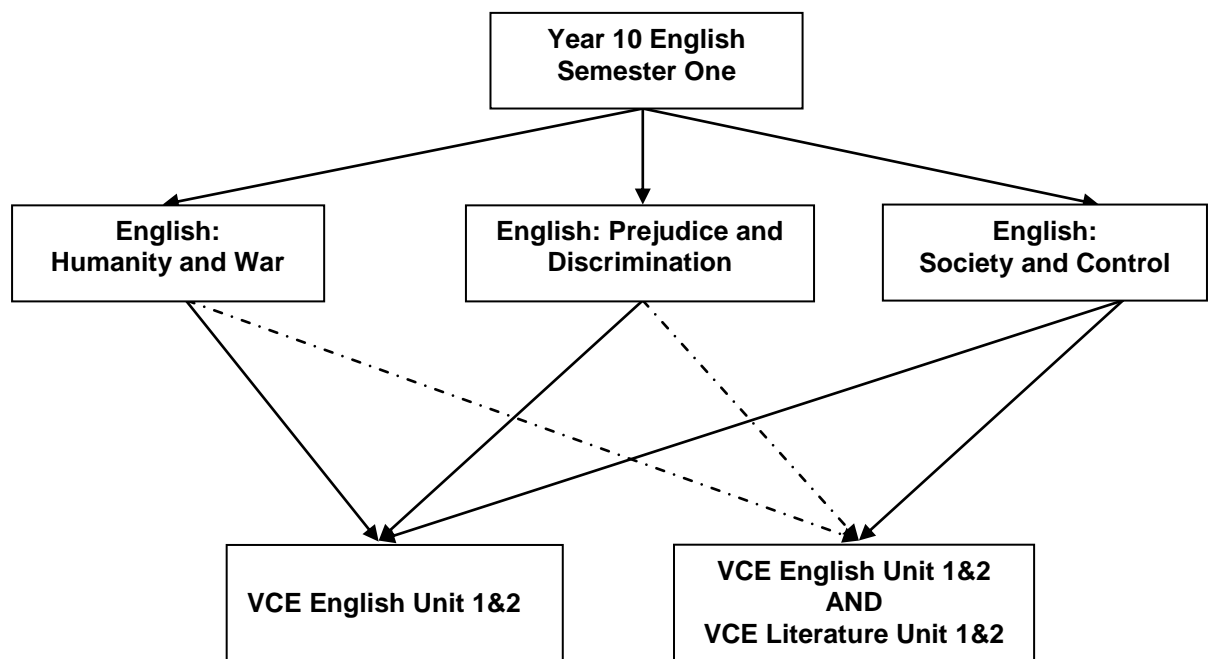 Year 10 English
Semester One
English:
Humanity and War
English: Prejudice and
Discrimination
English:
Society and Control
VCE English Unit 1&2
VCE English Unit 1&2
AND
VCE Literature Unit 1&2